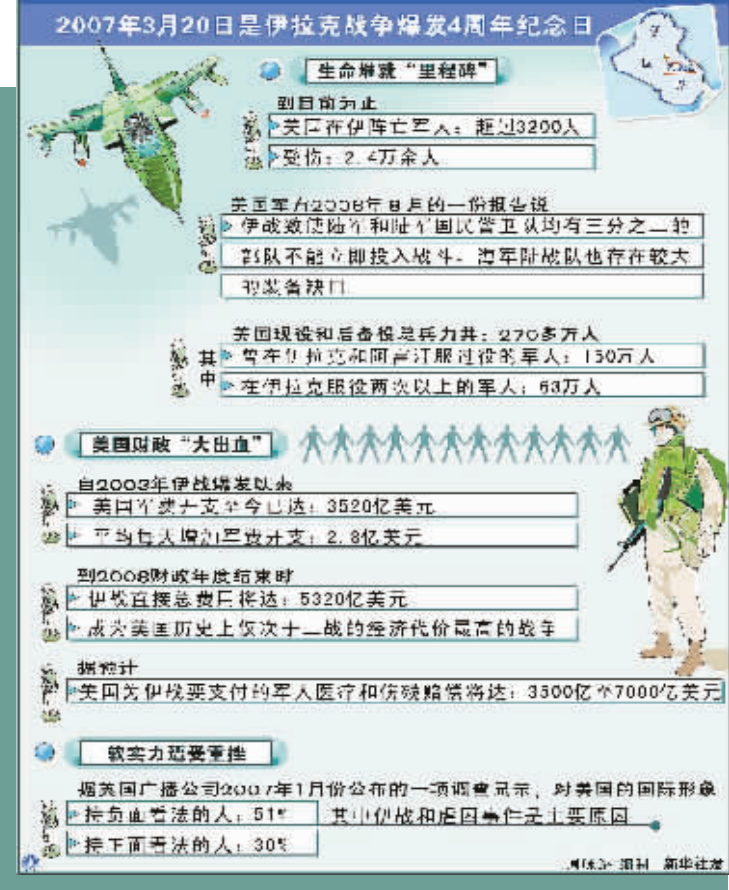 2007年3月20日是伊拉克战争爆发4周年纪念日
生命堆就“里程碑”
到目前为止
美国在伊阵亡军人：超过3200人
受伤：2.4万余人
美国军方2006年8月的一份报告说
伊战致使陆军和陆军国民警卫队均有三分之二的
部队不能立即投入战斗。海军陆战队也存在较大
的装备缺口
美国现役和后备役总兵力共：270多万人
其中
曾在伊拉克和阿富汗服过役的军人：150万人
在伊拉克服役两次以上的军人：63万人
美国财政“大出血”
自2003年伊战爆发以来
美国军费开支至今已达：3520亿美元
平均每天增加军费开支：2.8亿美元
到2008财政年度结束时
伊战直接总费用将达：5320亿美元
成为美国历史上仅次于二战的经济代价最高的战争
据预计
美国为伊战要支付的军人医疗和伤残赔偿将达：3500亿至7000亿美元
软实力遭受重挫
据英国广播公司2007年1月份公布的一项调查显示，对美国的国际形象
持负面看法的人：51% 其中伊战和虐囚事件是主要原因
持正面看法的人：30%
编制 新华社发